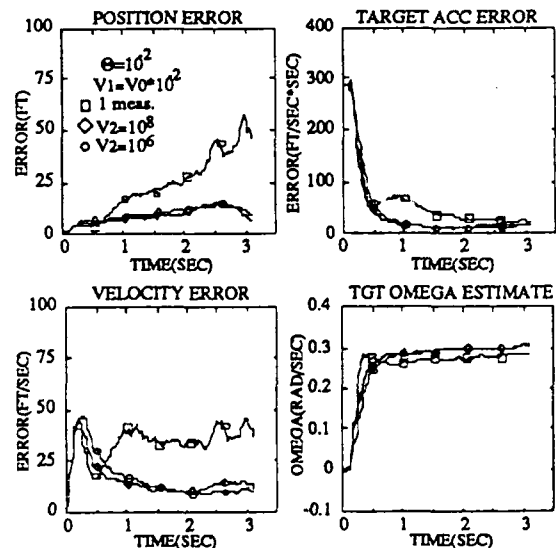 POSITION ERROR
ERROR(FT)
100
75
50
25
0
Θ=10²
V1=V0*10²
1 meas.
V2=10⁸
V2=10⁶
0 1 2 3
TIME(SEC)
TARGET ACC ERROR
ERROR(FT/SEC*SEC)
400
300
200
100
0
0 1 2 3
TIME(SEC)
VELOCITY ERROR
ERROR(FT/SEC)
100
75
50
25
0
0 1 2 3
TIME(SEC)
TGT OMEGA ESTIMATE
OMEGA(RAD/SEC)
0.4
0.3
0.2
0.1
-0.0
-0.1
0 1 2 3
TIME(SEC)